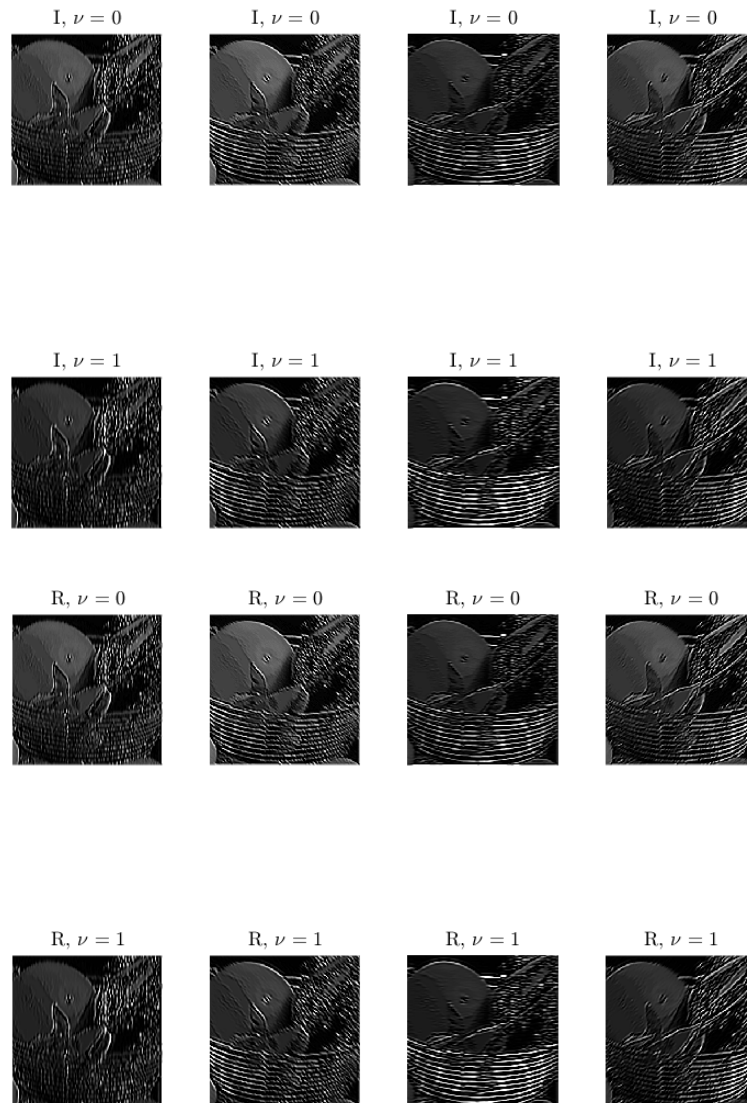 I, ν = 0 I, ν = 0 I, ν = 0 I, ν = 0
I, ν = 1 I, ν = 1 I, ν = 1 I, ν = 1
R, ν = 0 R, ν = 0 R, ν = 0 R, ν = 0
R, ν = 1 R, ν = 1 R, ν = 1 R, ν = 1